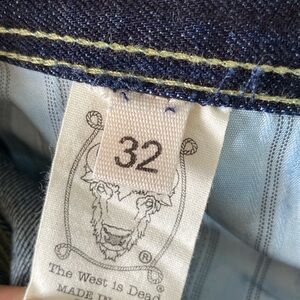 32
®
The West is Dead
MADE IN